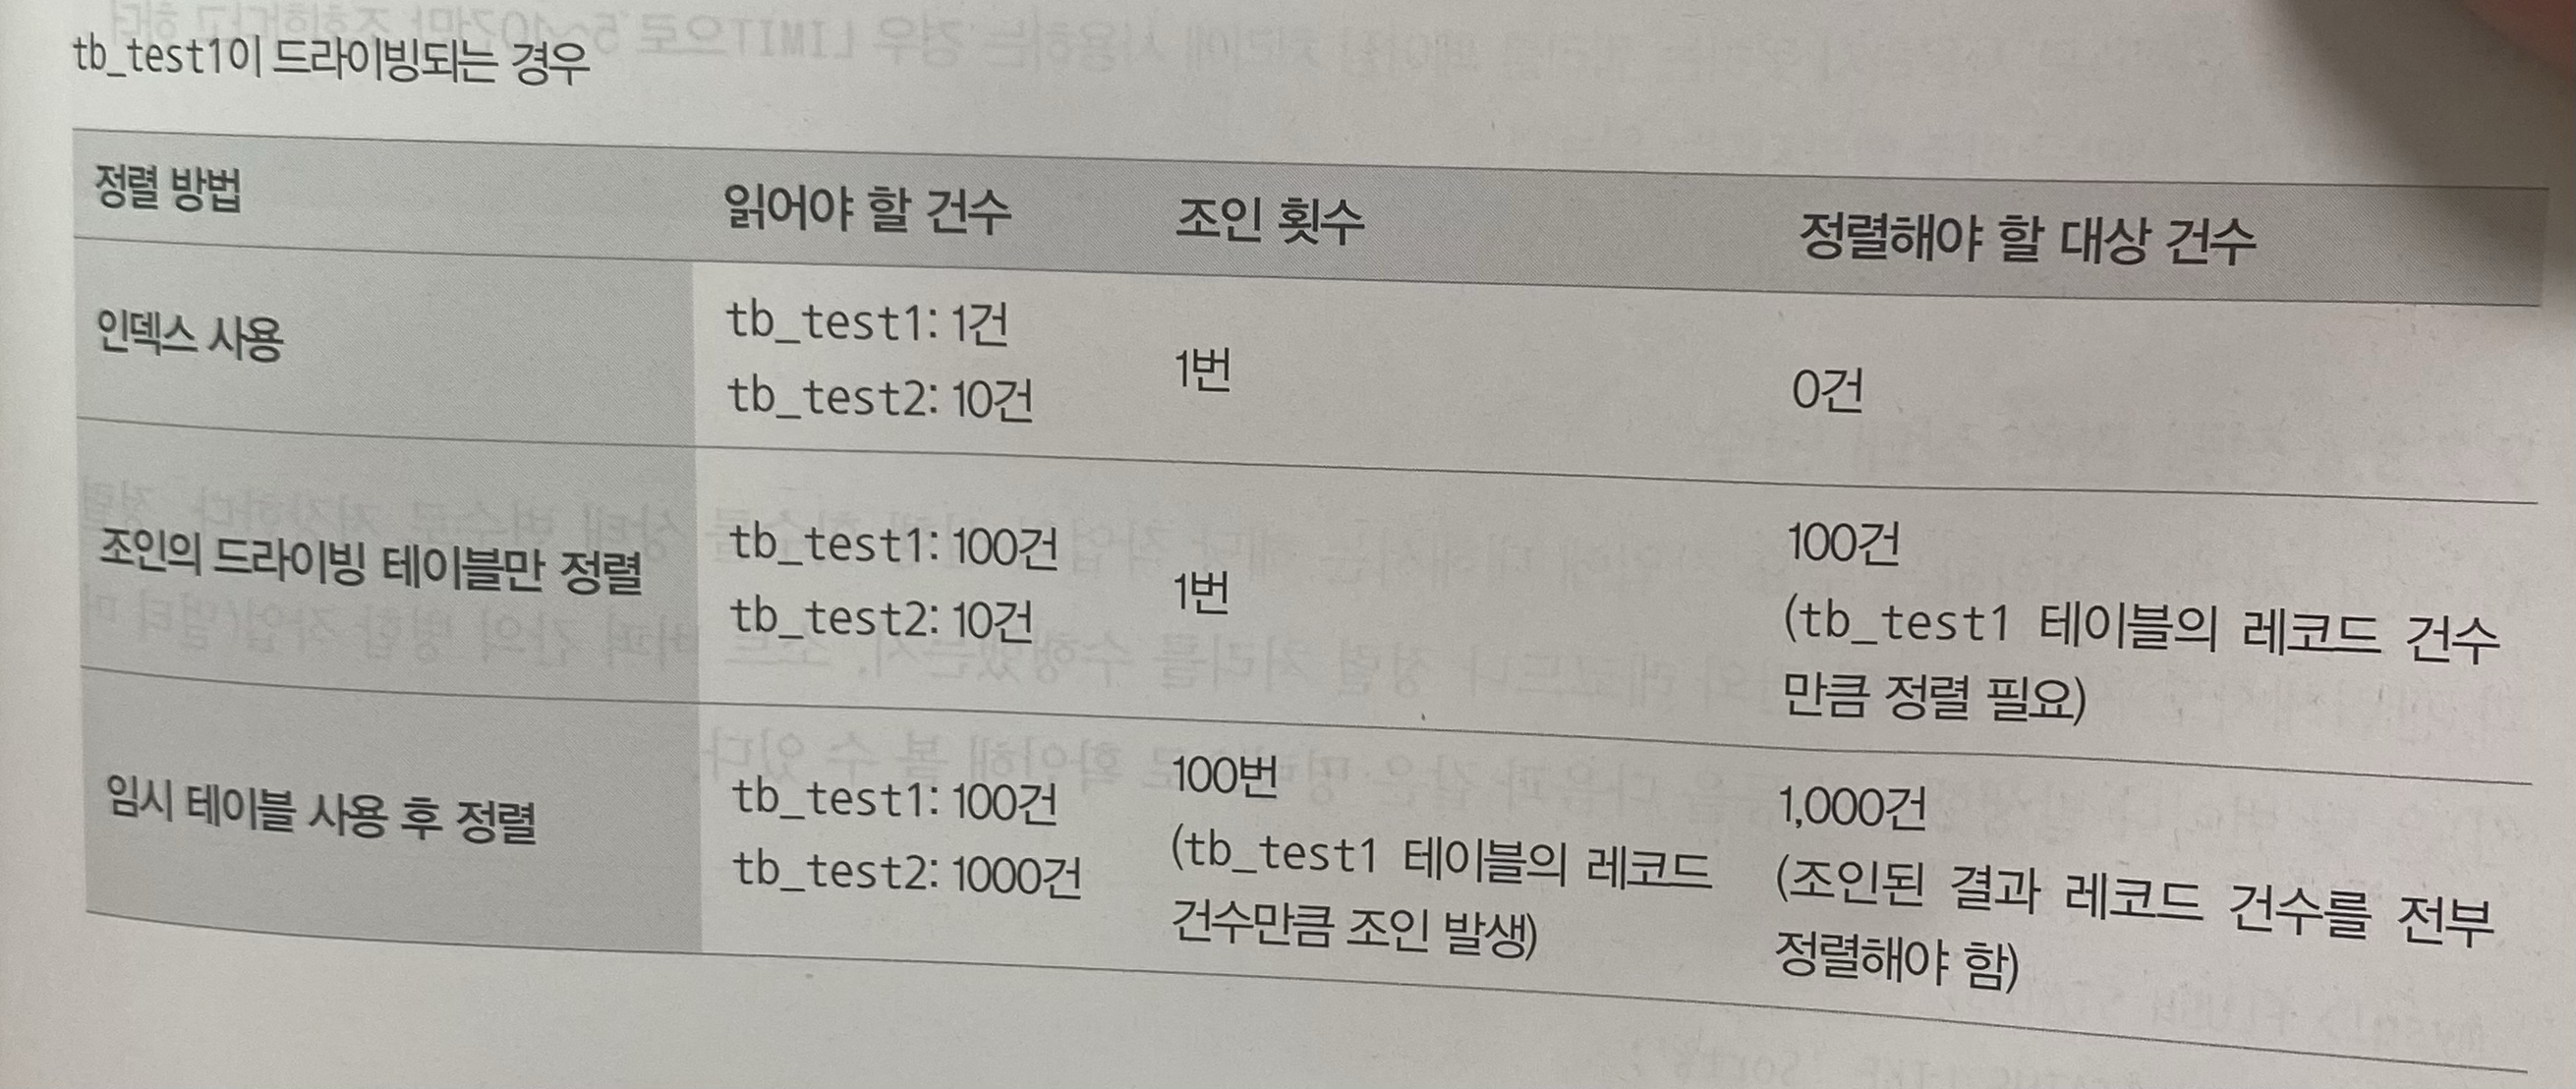 tb_test1이 드라이빙되는 경우
정렬 방법 읽어야 할 건수 조인 횟수 정렬해야 할 대상 건수
인덱스 사용
tb_test1: 1건
tb_test2: 10건
1번
0건
조인의 드라이빙 테이블만 정렬
tb_test1: 100건
tb_test2: 10건
1번
100건
(tb_test1 테이블의 레코드 건수
만큼 정렬 필요)
임시 테이블 사용 후 정렬
tb_test1: 100건
tb_test2: 1000건
100번
(tb_test1 테이블의 레코드
건수만큼 조인 발생)
1,000건
(조인된 결과 레코드 건수를 전부
정렬해야 함)